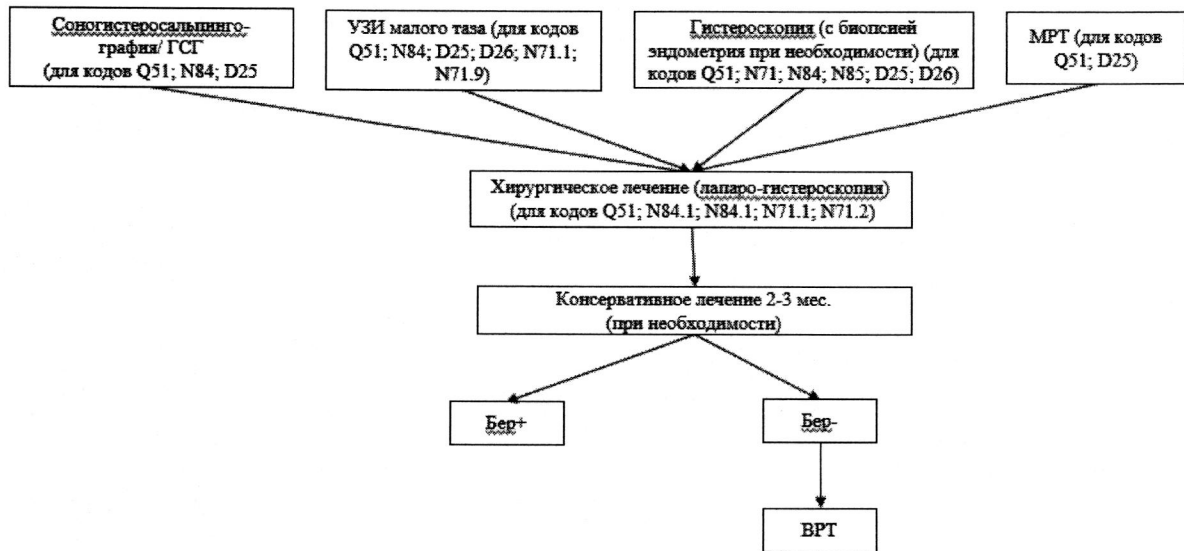 Соногистеросальпинго-
графия/ ГСГ
(для кодов Q51; N84; D25
УЗИ малого таза (для кодов
Q51; N84; D25; D26; N71.1;
N71.9)
Гистероскопия (с биопсией
эндометрия при необходимости) (для
кодов Q51; N71; N84; N85; D25; D26)
МРТ (для кодов
Q51; D25)
Хирургическое лечение (лапаро-гистероскопия)
(для кодов Q51; N84.1; N84.1; N71.1; N71.2)
Консервативное лечение 2-3 мес.
(при необходимости)
Бер+
Бер-
ВРТ